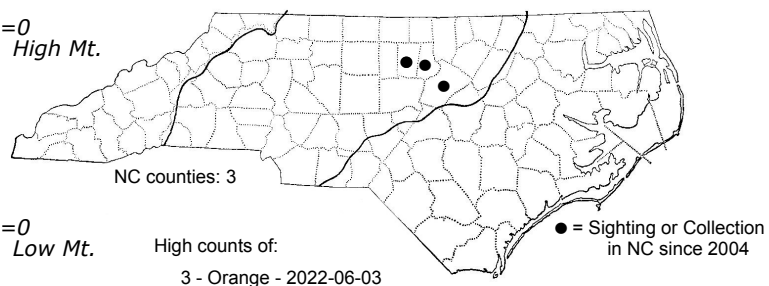 =0
High Mt.
NC counties: 3
=0
Low Mt.
High counts of:
3 - Orange - 2022-06-03
● = Sighting or Collection
in NC since 2004